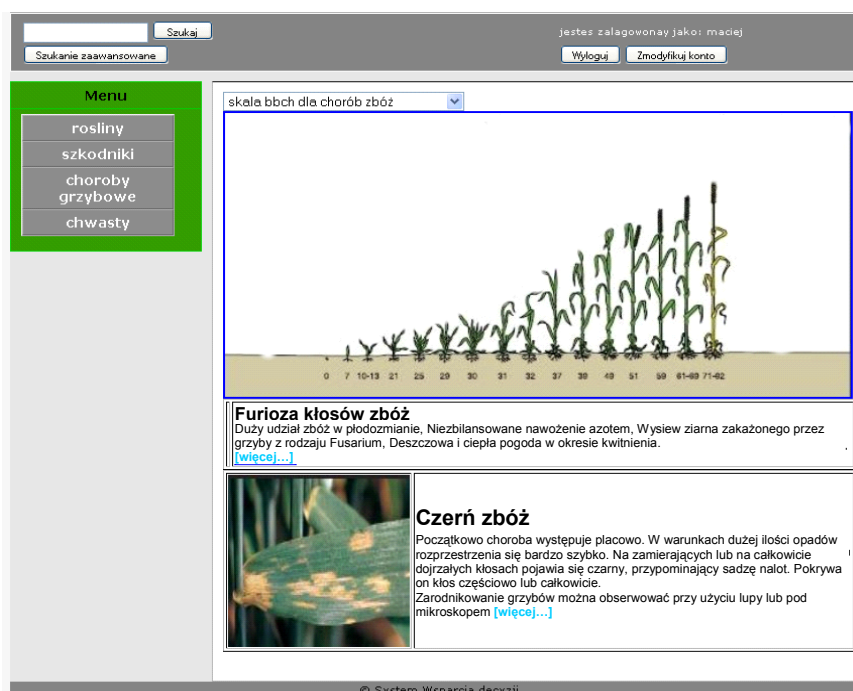 Szukaj
Szukanie zaawansowane
jestes zalagowonay jako: maciej
Wyloguj Zmodyfikuj konto
Menu
rosliny
szkodniki
choroby
grzybowe
chwasty
skala bbch dla chorób zbóż
0 7 10-13 21 25 29 30 31 32 37 39 49 51 59 61-69 71-92
Furioza kłosów zbóż
Duży udział zbóż w płodozmianie, Niezbilansowane nawożenie azotem, Wysiew ziarna zakażonego przez
grzyby z rodzaju Fusarium, Deszczowa i ciepła pogoda w okresie kwitnienia.
[więcej...]
Czerń zbóż
Początkowo choroba występuje placowo. W warunkach dużej ilości opadów
rozprzestrzenia się bardzo szybko. Na zamierających lub na całkowicie
dojrzałych kłosach pojawia się czarny, przypominający sadzę nalot. Pokrywa
on kłos częściowo lub całkowicie.
Zarodnikowanie grzybów można obserwować przy użyciu lupy lub pod
mikroskopem [więcej...]
© System Wsparcia decyzji